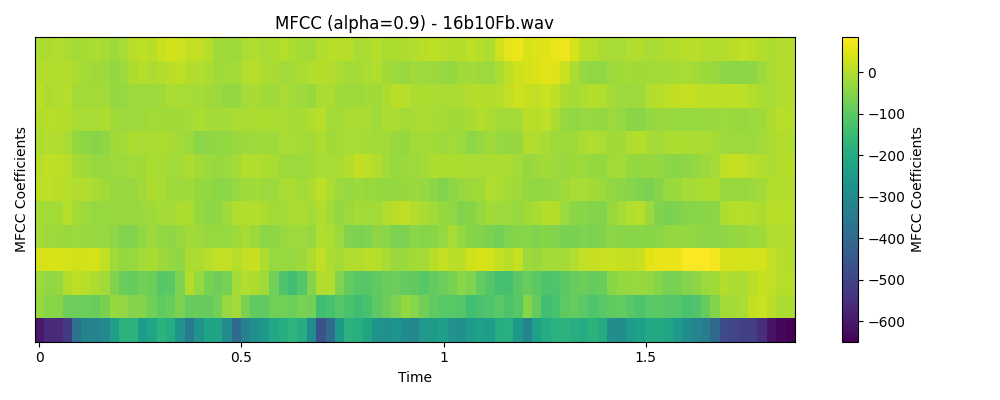 MFCC (alpha=0.9) - 16b10Fb.wav
MFCC Coefficients
0
0.5
1
1.5
Time
0
−100
−200
−300
−400
−500
−600
MFCC Coefficients